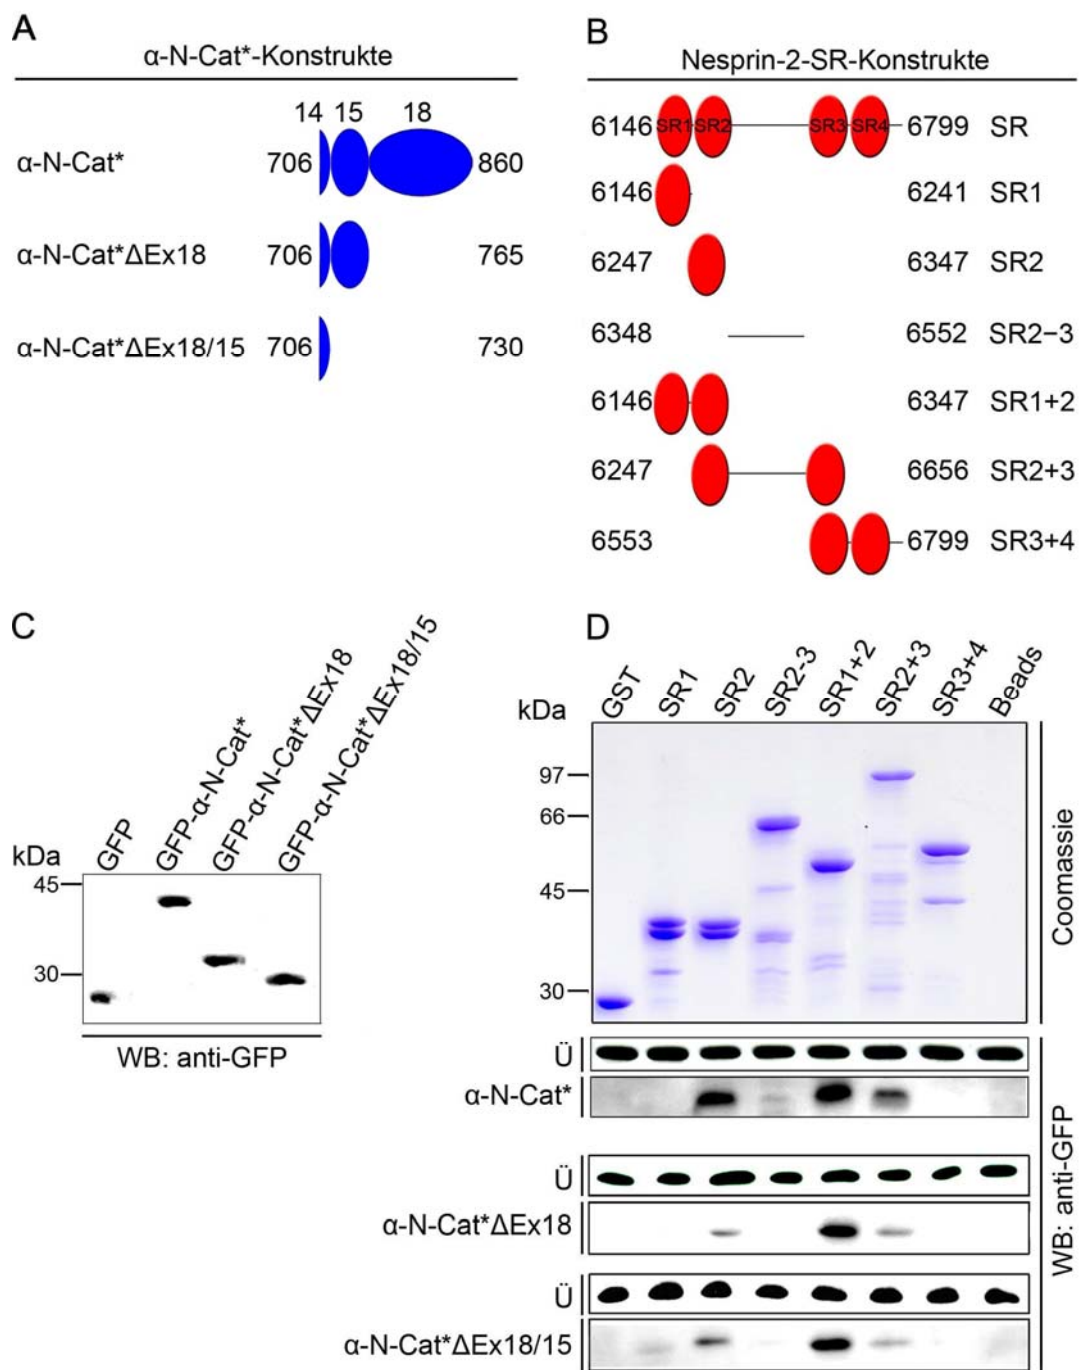 A
α-N-Cat*-Konstrukte
14 15 18
α-N-Cat* 706 860
α-N-Cat*ΔEx18 706 765
α-N-Cat*ΔEx18/15 706 730
B
Nesprin-2-SR-Konstrukte
6146 SR1 SR2 SR3 SR4 6799 SR
6146 6241 SR1
6247 6347 SR2
6348 6552 SR2−3
6146 6347 SR1+2
6247 6656 SR2+3
6553 6799 SR3+4
C
GFP
GFP-α-N-Cat*
GFP-α-N-Cat*ΔEx18
GFP-α-N-Cat*ΔEx18/15
kDa
45
30
WB: anti-GFP
D
GST
SR1
SR2
SR2-3
SR1+2
SR2+3
SR3+4
Beads
kDa
97
66
45
30
Coomassie
Ü
α-N-Cat*
Ü
α-N-Cat*ΔEx18
Ü
α-N-Cat*ΔEx18/15
WB: anti-GFP